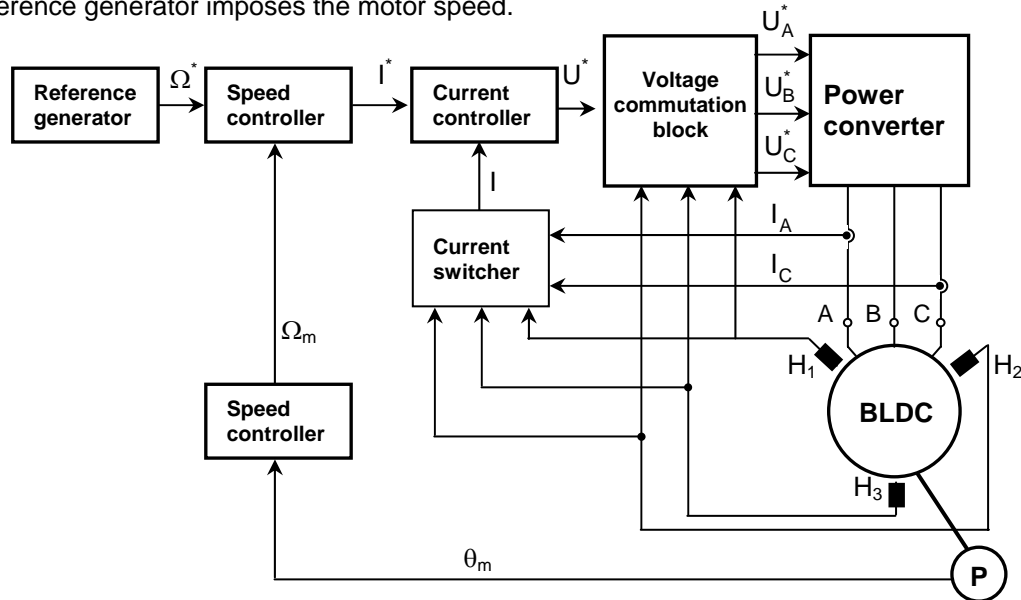 erence generator imposes the motor speed.
Reference
generator
Ω*
Speed
controller
I*
Current
controller
U*
Voltage
commutation
block
U*A
U*B
U*C
Power
converter
I
Current
switcher
IA
IC
A
B
C
Ωm
H1
H2
BLDC
Speed
controller
H3
θm
P